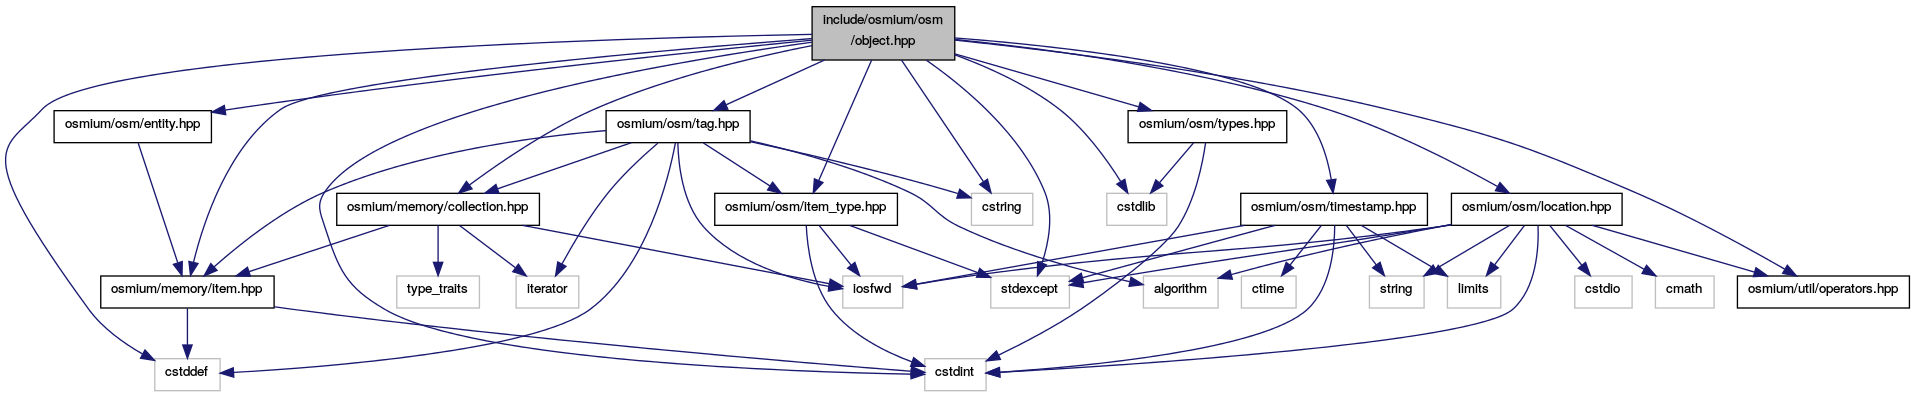 include/osmium/osm
/object.hpp
osmium/osm/entity.hpp
osmium/osm/tag.hpp
osmium/osm/types.hpp
osmium/memory/collection.hpp
osmium/osm/item_type.hpp
cstring
cstdlib
osmium/osm/timestamp.hpp
osmium/osm/location.hpp
osmium/memory/item.hpp
type_traits
iterator
iosfwd
stdexcept
algorithm
ctime
string
limits
cstdio
cmath
osmium/util/operators.hpp
cstddef
cstdint